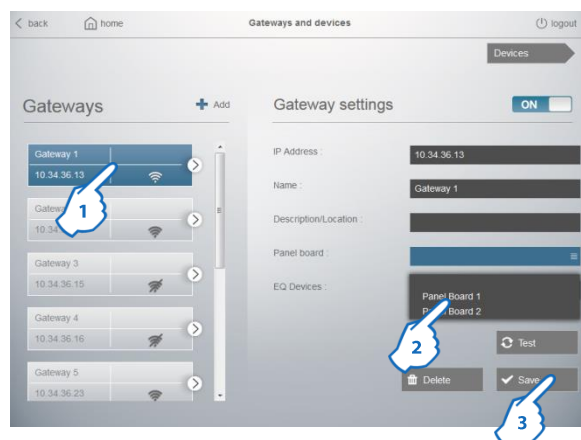 back
home
Gateways and devices
logout
Devices
Gateways
Add
Gateway settings
ON
Gateway 1
10.34.36.13
1
10.34.
Gateway 3
10.34.36.15
Gateway 4
10.34.36.16
Gateway 5
10.34.36.23
IP Address :
10.34.36.13
Name :
Gateway 1
Description/Location :
Panel board :
EQ Devices :
Panel Board 1
Board 2
2
Test
Delete
Save
3